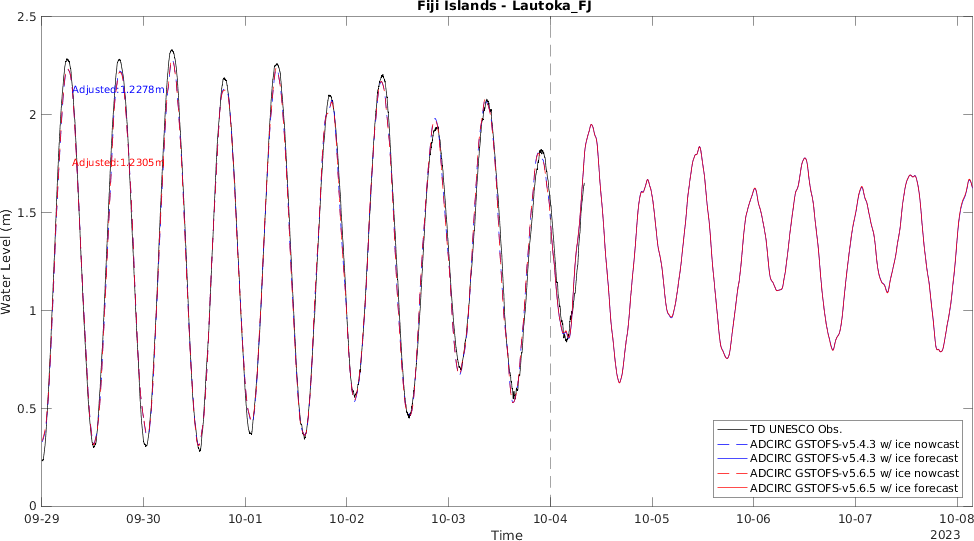 Fiji Islands - Lautoka_FJ
2.5
2
1.5
1
0.5
0
Water Level (m)
Adjusted:1.2278m
Adjusted:1.2305m
TD UNESCO Obs.
ADCIRC GSTOFS-v5.4.3 w/ ice nowcast
ADCIRC GSTOFS-v5.4.3 w/ ice forecast
ADCIRC GSTOFS-v5.6.5 w/ ice nowcast
ADCIRC GSTOFS-v5.6.5 w/ ice forecast
09-29 09-30 10-01 10-02 10-03 10-04 10-05 10-06 10-07 10-08
Time
2023